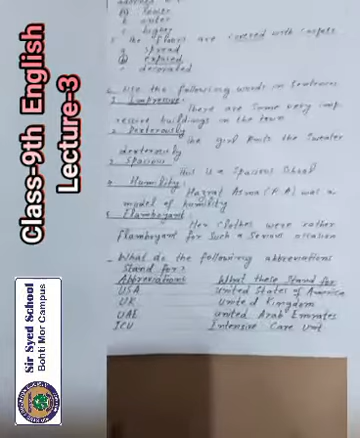 Class-9th English
Lecture-3
Sir Syed School
Bohti Mor Campus
a Lower
b outer
c higher
The floors are covered with carpets
a spread
b exposed
c decorated
Use the following words in Sentences
1. Impressive:
There are Some very imp
ressive buildings in the town
2. Dexterously
The girl knits the Sweater
dexterously
3. Spacious
This is a Spacious School
Humility:
Hazrat Asma (R.A) was a
model of humility
5. Flamboyant
Her clothes were rather
flamboyant for Such a Serious occasion
What do the following abbreviations
Stand for?
Abbreviations What these Stand for
USA United States of America
UK United Kingdom
UAE United Arab Emirates
ICU Intensive Care Unit